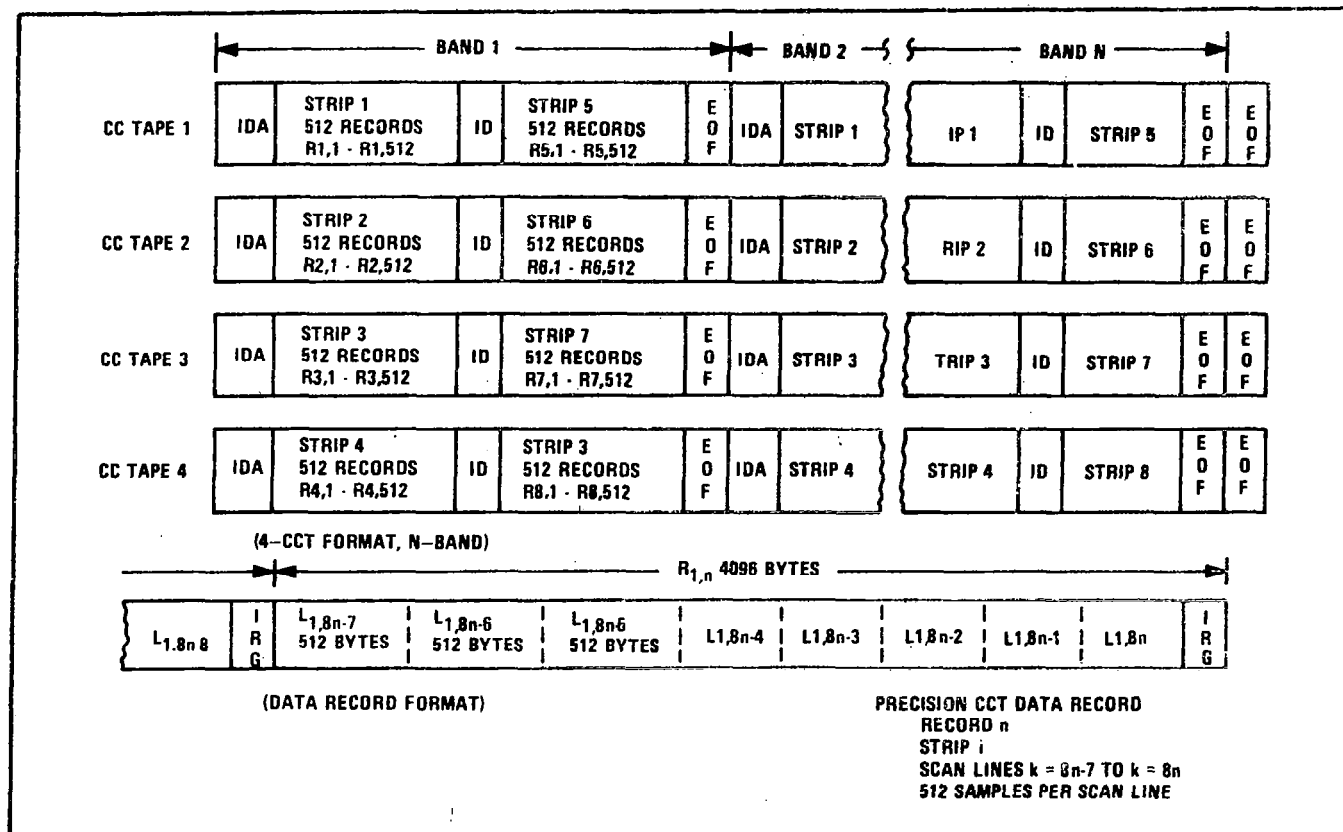 BAND 1 BAND 2 BAND N
CC TAPE 1
IDA
STRIP 1
512 RECORDS
R1,1 - R1,512
ID
STRIP 5
512 RECORDS
R5.1 - R5,512
E
O
F
IDA
STRIP 1
IP 1
ID
STRIP 5
E
O
F
E
O
F
CC TAPE 2
IDA
STRIP 2
512 RECORDS
R2,1 - R2,512
ID
STRIP 6
512 RECORDS
R6.1 - R6,512
E
O
F
IDA
STRIP 2
RIP 2
ID
STRIP 6
E
O
F
E
O
F
CC TAPE 3
IDA
STRIP 3
512 RECORDS
R3,1 - R3,512
ID
STRIP 7
512 RECORDS
R7,1 - R7,512
E
O
F
IDA
STRIP 3
TRIP 3
ID
STRIP 7
E
O
F
E
O
F
CC TAPE 4
IDA
STRIP 4
512 RECORDS
R4,1 - R4,512
ID
STRIP 3
512 RECORDS
R8.1 - R8,512
E
O
F
IDA
STRIP 4
STRIP 4
ID
STRIP 8
E
O
F
E
O
F
(4-CCT FORMAT, N-BAND)
R1,n 4096 BYTES
L1.8n 8
I
R
G
L1,8n-7
512 BYTES
L1,8n-6
512 BYTES
L1,8n-5
512 BYTES
L1,8n-4
L1,8n-3
L1,8n-2
L1,8n-1
L1,8n
I
R
G
(DATA RECORD FORMAT)
PRECISION CCT DATA RECORD
RECORD n
STRIP i
SCAN LINES k = 8n-7 TO k = 8n
512 SAMPLES PER SCAN LINE